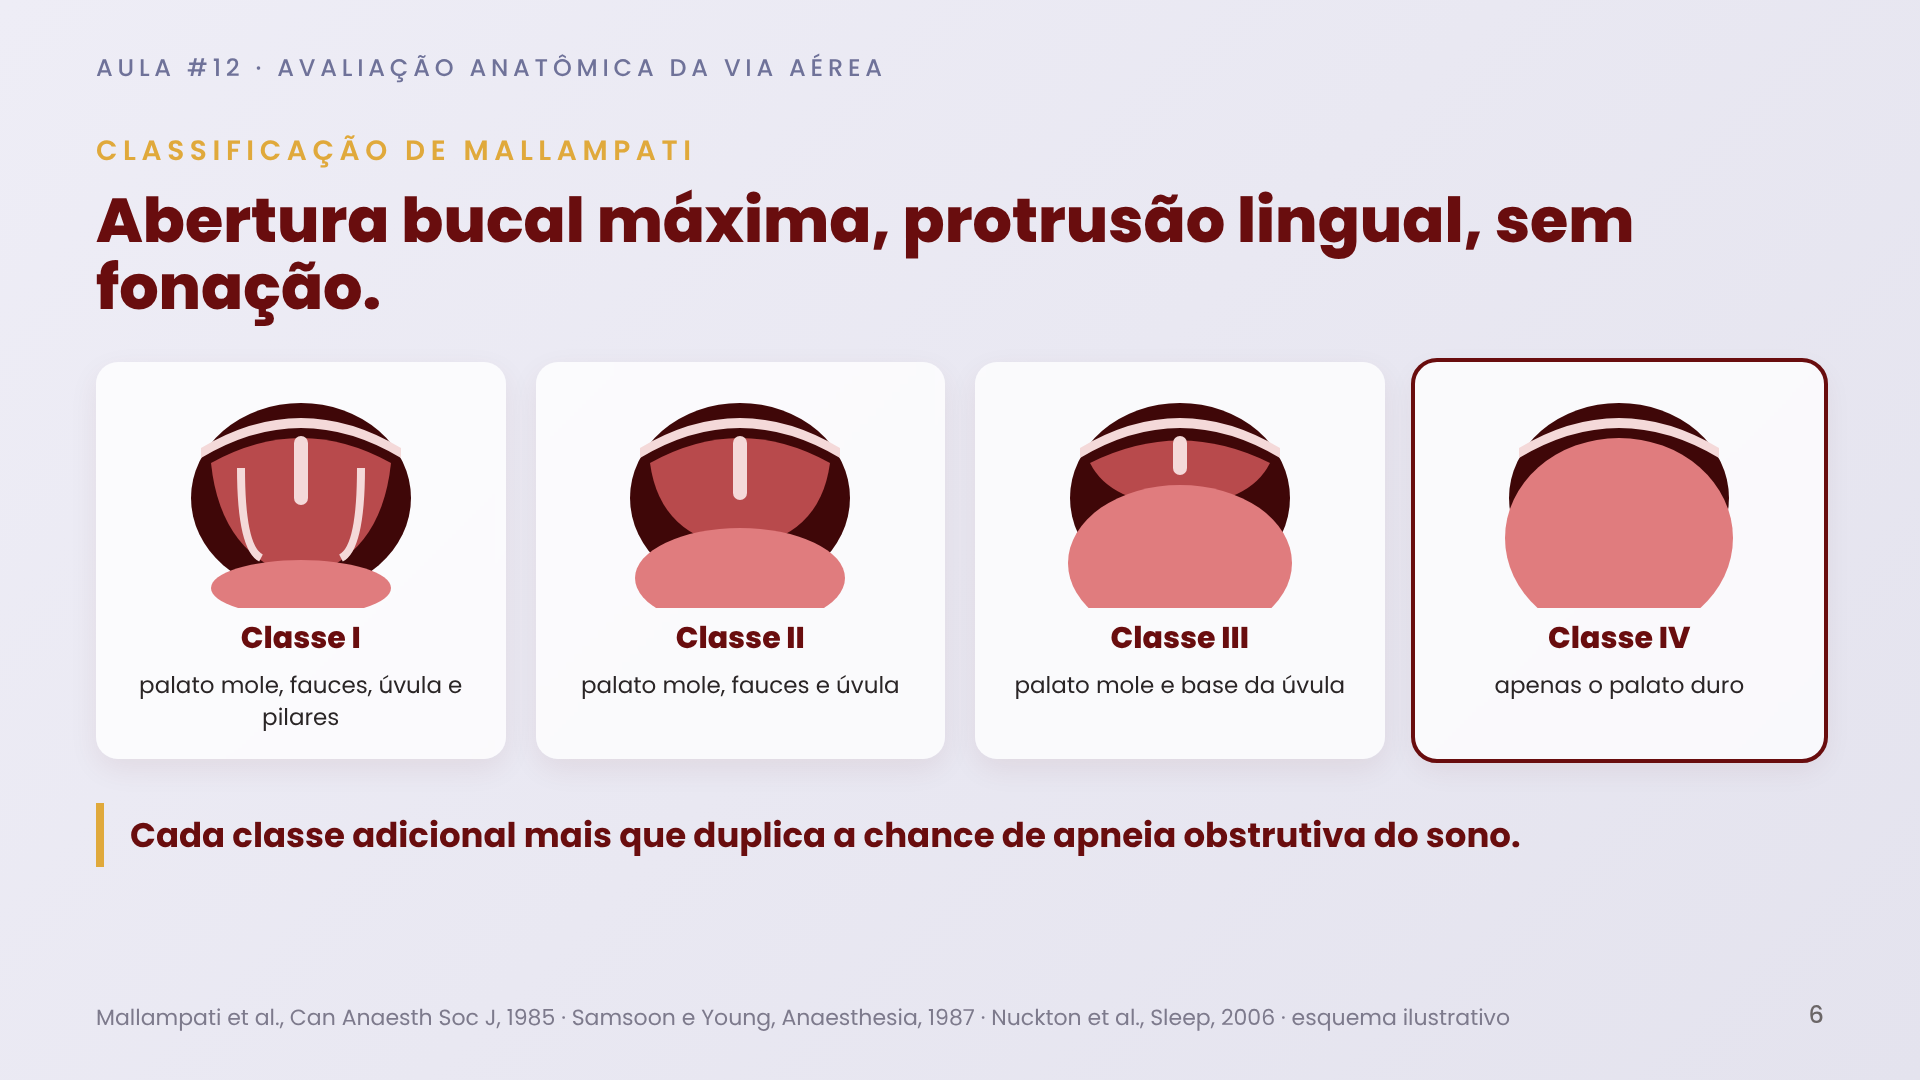 AULA #12 · AVALIAÇÃO ANATÔMICA DA VIA AÉREA
CLASSIFICAÇÃO DE MALLAMPATI
Abertura bucal máxima, protrusão lingual, sem
fonação.
Classe I
palato mole, fauces, úvula e
pilares
Classe II
palato mole, fauces e úvula
Classe III
palato mole e base da úvula
Classe IV
apenas o palato duro
Cada classe adicional mais que duplica a chance de apneia obstrutiva do sono.
Mallampati et al., Can Anaesth Soc J, 1985 · Samsoon e Young, Anaesthesia, 1987 · Nuckton et al., Sleep, 2006 · esquema ilustrativo
6